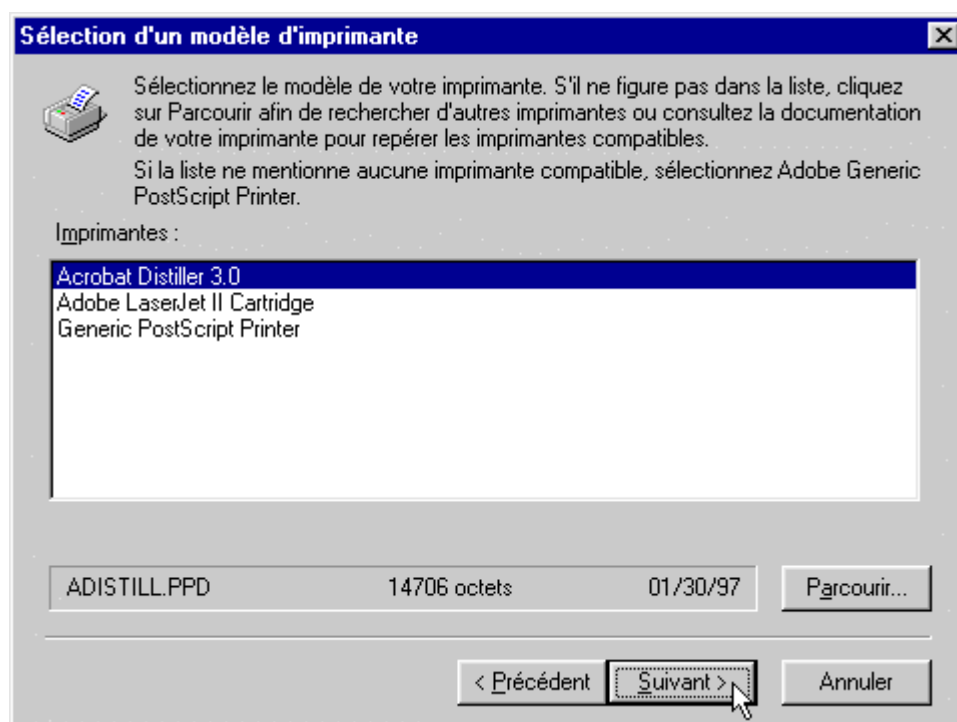 Sélection d'un modèle d'imprimante
Sélectionnez le modèle de votre imprimante. S'il ne figure pas dans la liste, cliquez
sur Parcourir afin de rechercher d'autres imprimantes ou consultez la documentation
de votre imprimante pour repérer les imprimantes compatibles.
Si la liste ne mentionne aucune imprimante compatible, sélectionnez Adobe Generic
PostScript Printer.
Imprimantes :
Acrobat Distiller 3.0
Adobe LaserJet II Cartridge
Generic PostScript Printer
ADISTILL.PPD 14706 octets 01/30/97 Parcourir...
< Précédent Suivant > Annuler